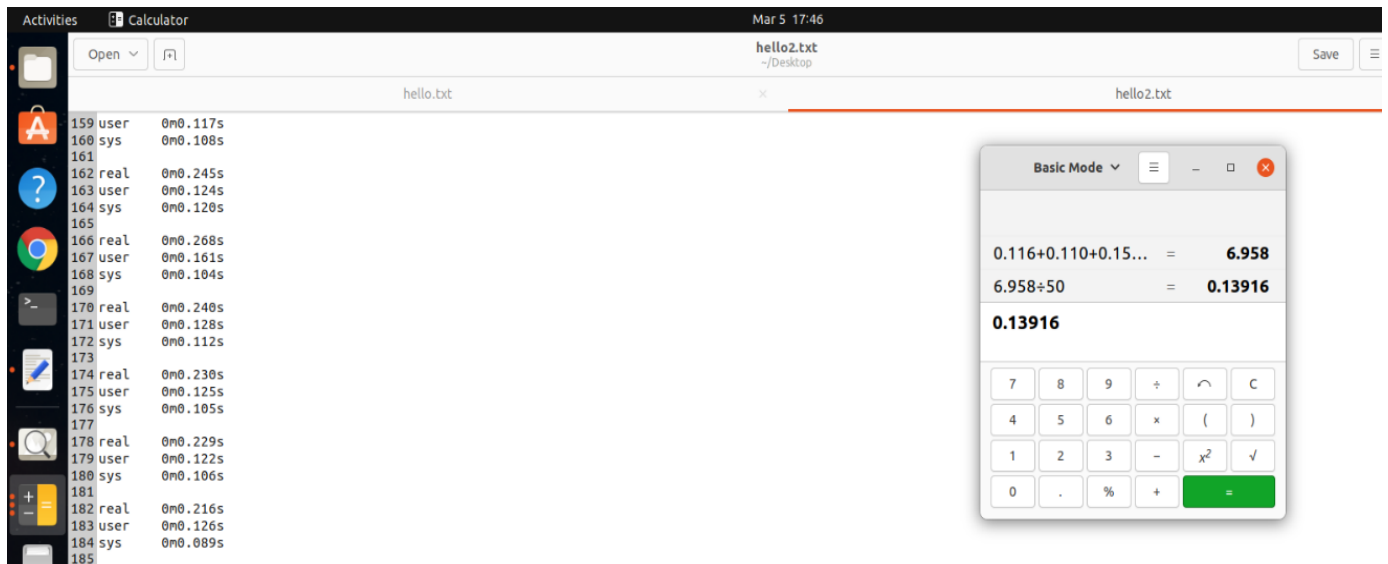 Activities Calculator Mar 5 17:46
Open hello2.txt Save
~/Desktop
hello.txt × hello2.txt
159 user 0m0.117s
160 sys 0m0.108s
161
162 real 0m0.245s
163 user 0m0.124s
164 sys 0m0.120s
165
166 real 0m0.268s
167 user 0m0.161s
168 sys 0m0.104s
169
170 real 0m0.240s
171 user 0m0.128s
172 sys 0m0.112s
173
174 real 0m0.230s
175 user 0m0.125s
176 sys 0m0.105s
177
178 real 0m0.229s
179 user 0m0.122s
180 sys 0m0.106s
181
182 real 0m0.216s
183 user 0m0.126s
184 sys 0m0.089s
185
Basic Mode
0.116+0.110+0.15... = 6.958
6.958÷50 = 0.13916
0.13916
7 8 9 ÷ C
4 5 6 × ( )
1 2 3 − x² √
0 . % + =